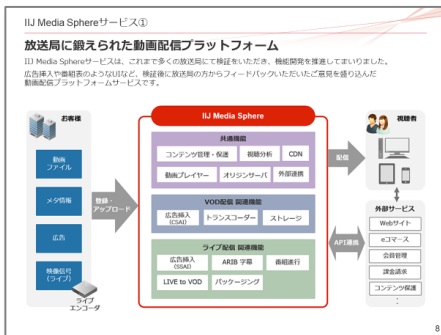 IIJ Media Sphereサービス①
放送局に鍛えられた動画配信プラットフォーム
IIJ Media Sphereサービスは、これまで多くの放送局にて検証をいただき、機能開発を推進してまいりました。
広告挿入や番組表のようなUIなど、検証後に放送局の方からフィードバックいただいたご意見を盛り込んだ
動画配信プラットフォームサービスです。
お客様
動画
ファイル
メタ情報
広告
映像信号
(ライブ)
ライブ
エンコーダ
登録・
アップロード
IIJ Media Sphere
共通機能
コンテンツ管理・保護
視聴分析
CDN
動画プレイヤー
オリジンサーバ
外部連携
VOD配信 関連機能
広告挿入
(CSAI)
トランスコーダー
ストレージ
ライブ配信 関連機能
広告挿入
(SSAI)
ARIB 字幕
番組進行
LIVE to VOD
パッケージング
配信
API連携
視聴者
外部サービス
Webサイト
eコマース
会員管理
課金請求
コンテンツ保護
:
8